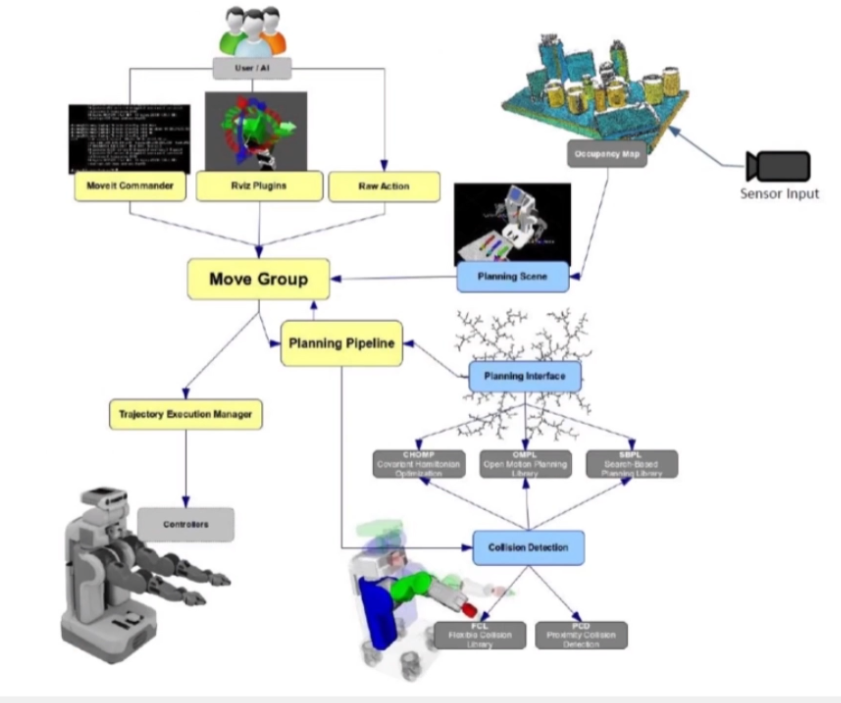 User / AI
Occupancy Map
Sensor Input
MoveIt Commander
Rviz Plugins
Raw Action
Move Group
Planning Scene
Planning Pipeline
Planning Interface
Trajectory Execution Manager
CHOMP
Covariant Hamiltonian
Optimization
OMPL
Open Motion Planning
Library
SBPL
Search-Based
Planning Library
Controllers
Collision Detection
FCL
Flexible Collision
Library
PCD
Proximity Collision
Detection